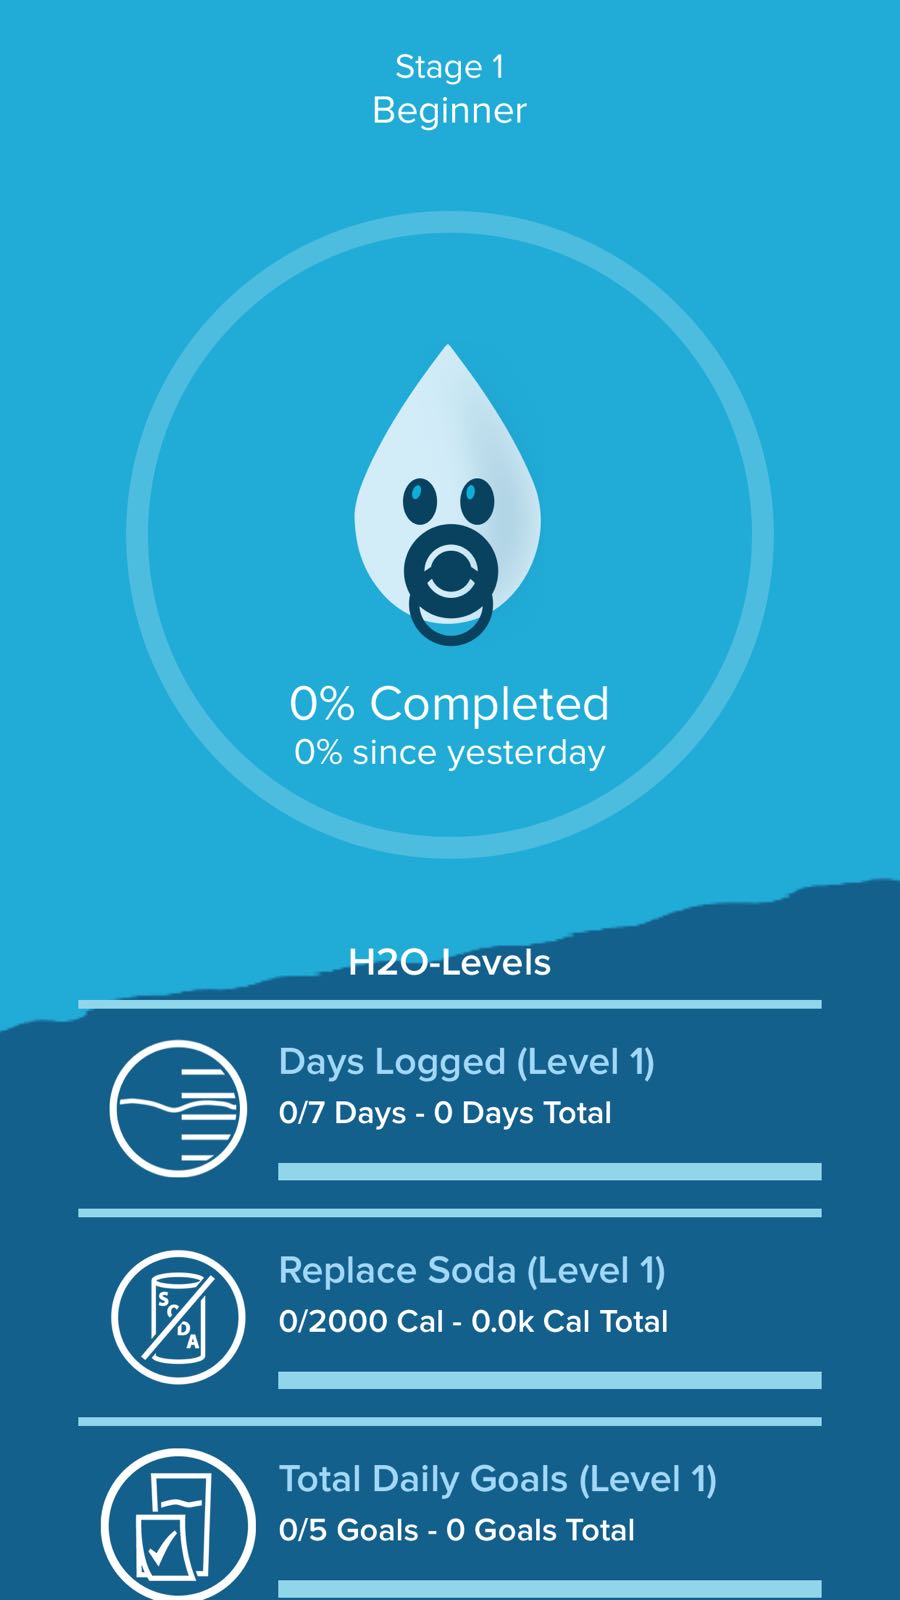 Stage 1
Beginner
0% Completed
0% since yesterday
H2O-Levels
Days Logged (Level 1)
0/7 Days - 0 Days Total
Replace Soda (Level 1)
SODA
0/2000 Cal - 0.0k Cal Total
Total Daily Goals (Level 1)
0/5 Goals - 0 Goals Total